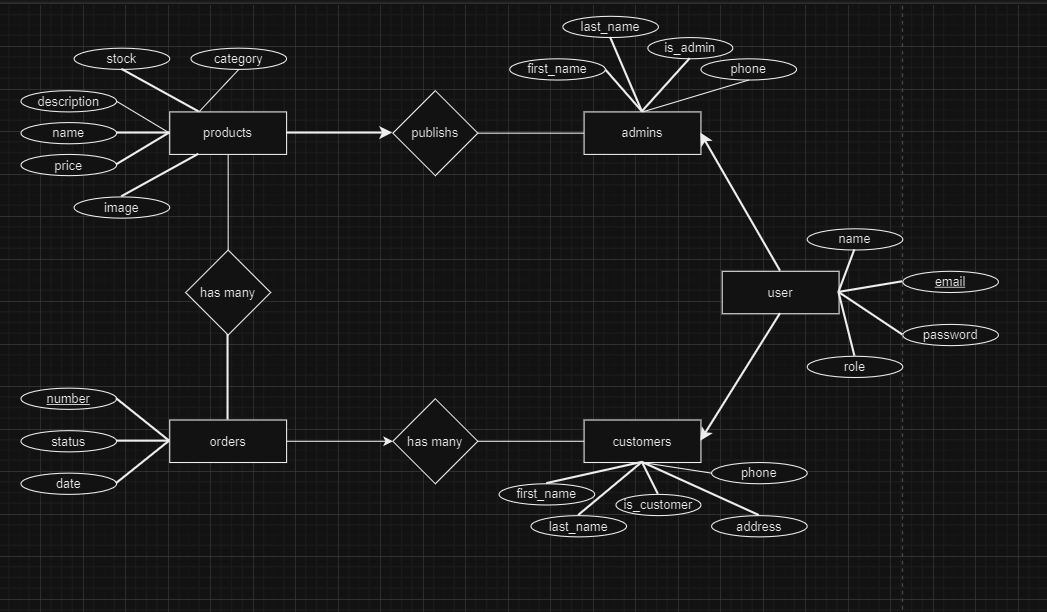 last_name
is_admin
stock
category
first_name
phone
description
name
products
publishs
admins
price
image
name
has many
user
email
password
role
number
status
orders
has many
customers
date
phone
first_name
is_customer
last_name
address